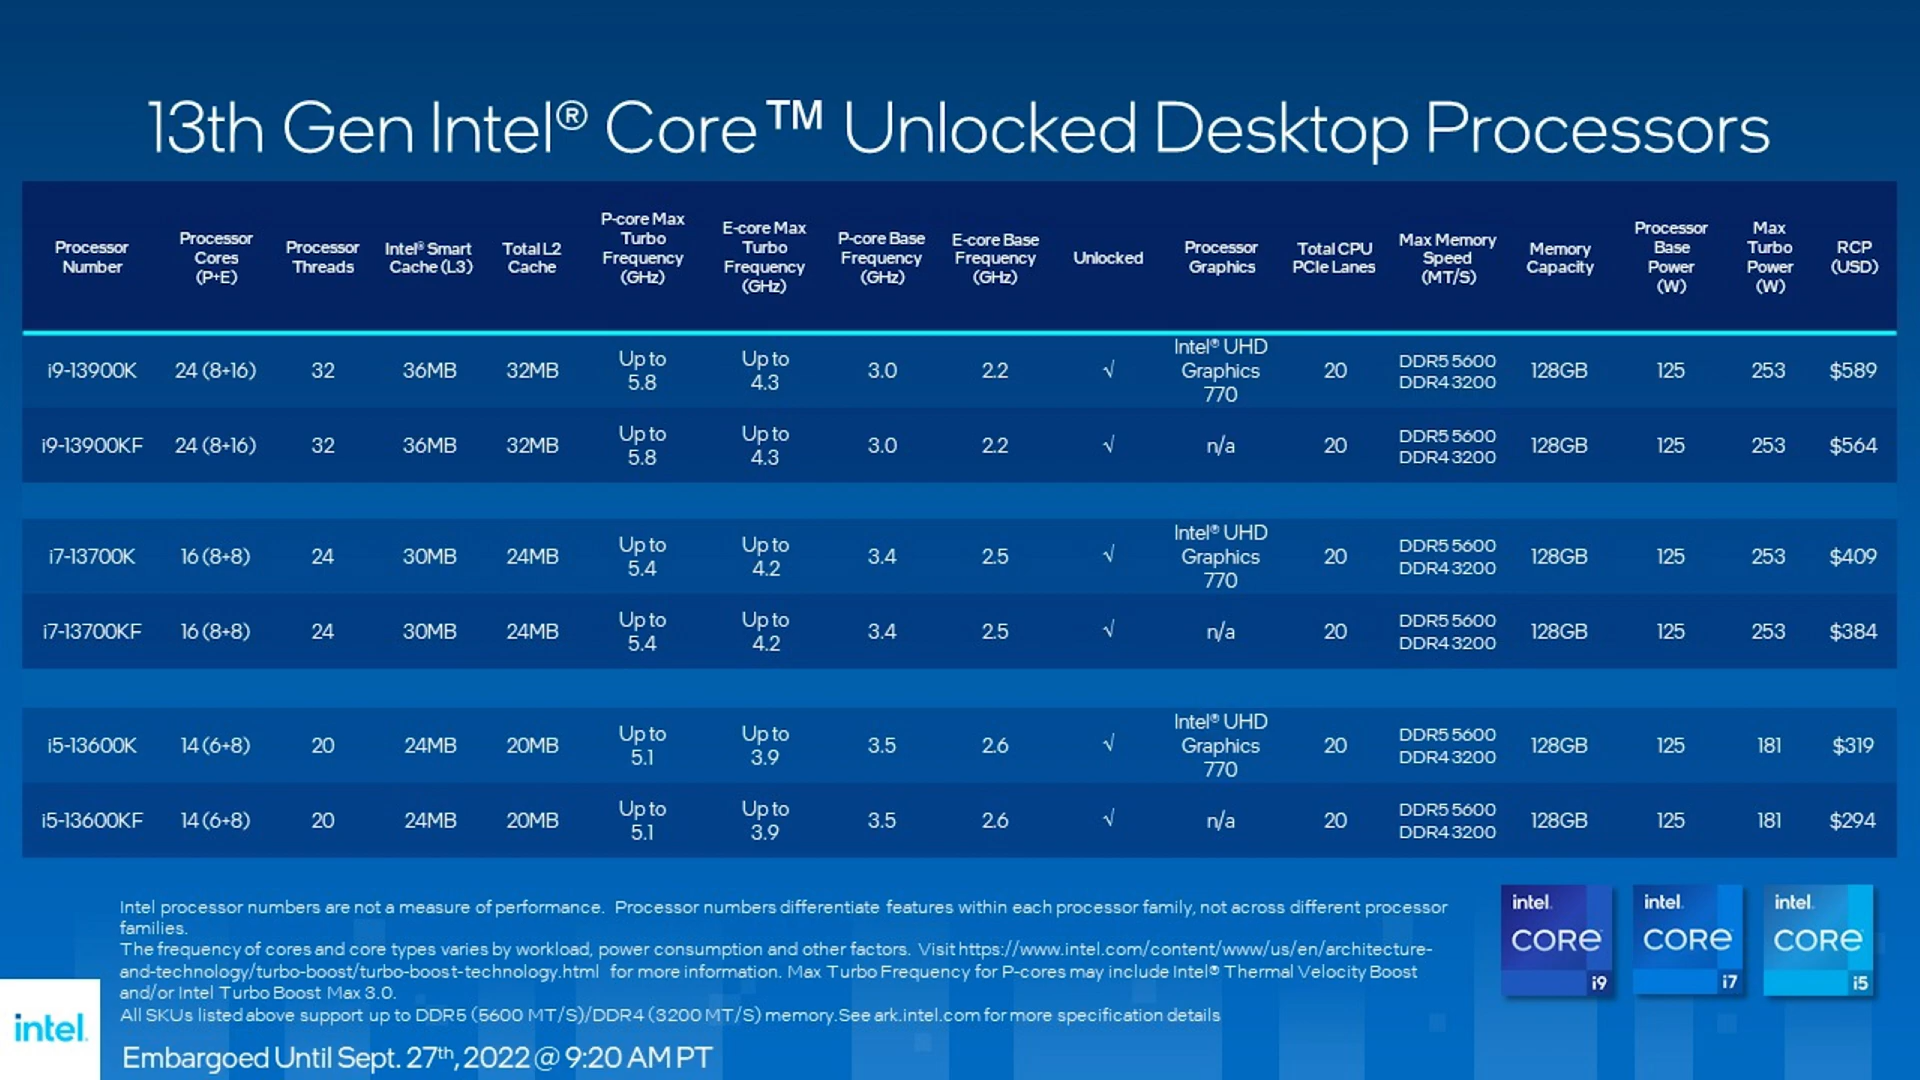 13th Gen Intel® Core™ Unlocked Desktop Processors
Processor Number | Processor Cores (P+E) | Processor Threads | Intel® Smart Cache (L3) | Total L2 Cache | P-core Max Turbo Frequency (GHz) | E-core Max Turbo Frequency (GHz) | P-core Base Frequency (GHz) | E-core Base Frequency (GHz) | Unlocked | Processor Graphics | Total CPU PCIe Lanes | Max Memory Speed (MT/S) | Memory Capacity | Processor Base Power (W) | Max Turbo Power (W) | RCP (USD)
i9-13900K | 24 (8+16) | 32 | 36MB | 32MB | Up to 5.8 | Up to 4.3 | 3.0 | 2.2 | √ | Intel® UHD Graphics 770 | 20 | DDR5 5600 DDR4 3200 | 128GB | 125 | 253 | $589
i9-13900KF | 24 (8+16) | 32 | 36MB | 32MB | Up to 5.8 | Up to 4.3 | 3.0 | 2.2 | √ | n/a | 20 | DDR5 5600 DDR4 3200 | 128GB | 125 | 253 | $564
i7-13700K | 16 (8+8) | 24 | 30MB | 24MB | Up to 5.4 | Up to 4.2 | 3.4 | 2.5 | √ | Intel® UHD Graphics 770 | 20 | DDR5 5600 DDR4 3200 | 128GB | 125 | 253 | $409
i7-13700KF | 16 (8+8) | 24 | 30MB | 24MB | Up to 5.4 | Up to 4.2 | 3.4 | 2.5 | √ | n/a | 20 | DDR5 5600 DDR4 3200 | 128GB | 125 | 253 | $384
i5-13600K | 14 (6+8) | 20 | 24MB | 20MB | Up to 5.1 | Up to 3.9 | 3.5 | 2.6 | √ | Intel® UHD Graphics 770 | 20 | DDR5 5600 DDR4 3200 | 128GB | 125 | 181 | $319
i5-13600KF | 14 (6+8) | 20 | 24MB | 20MB | Up to 5.1 | Up to 3.9 | 3.5 | 2.6 | √ | n/a | 20 | DDR5 5600 DDR4 3200 | 128GB | 125 | 181 | $294
Intel processor numbers are not a measure of performance. Processor numbers differentiate features within each processor family, not across different processor
families.
The frequency of cores and core types varies by workload, power consumption and other factors. Visit https://www.intel.com/content/www/us/en/architecture-
and-technology/turbo-boost/turbo-boost-technology.html for more information. Max Turbo Frequency for P-cores may include Intel® Thermal Velocity Boost
and/or Intel Turbo Boost Max 3.0.
All SKUs listed above support up to DDR5 (5600 MT/S)/DDR4 (3200 MT/S) memory. See ark.intel.com for more specification details
intel. CORE i9
intel. CORE i7
intel. CORE i5
intel.
Embargoed Until Sept. 27th, 2022 @ 9:20 AM PT